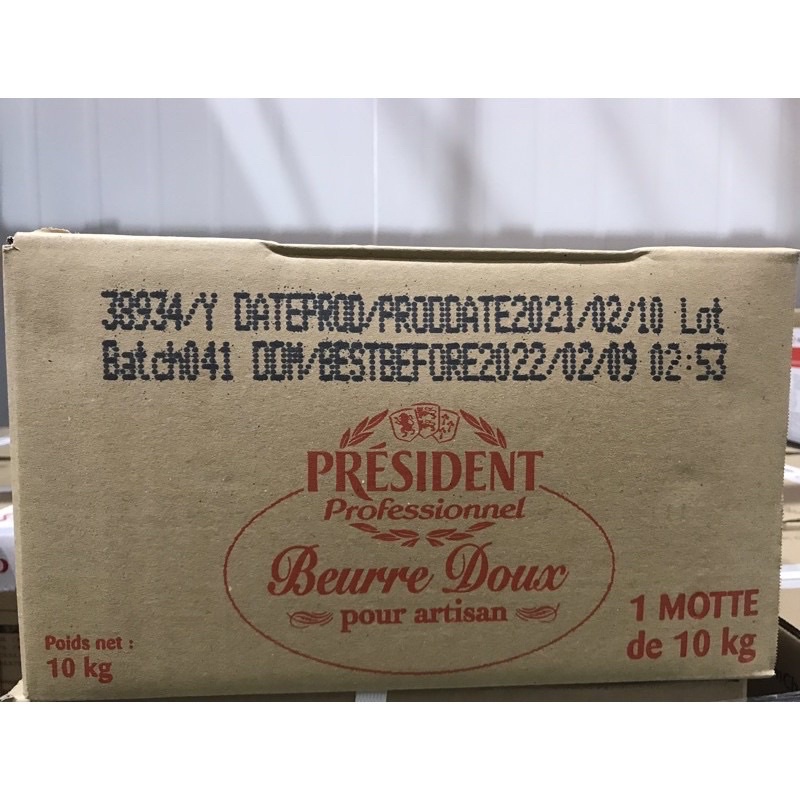 38934/Y DATEPROD/PRODDATE2021/02/10 Lot
Batch041 DDM/BESTBEFORE2022/02/09 02:53
PRÉSIDENT
Professionnel
Beurre Doux
pour artisan
Poids net :
10 kg
1 MOTTE
de 10 kg